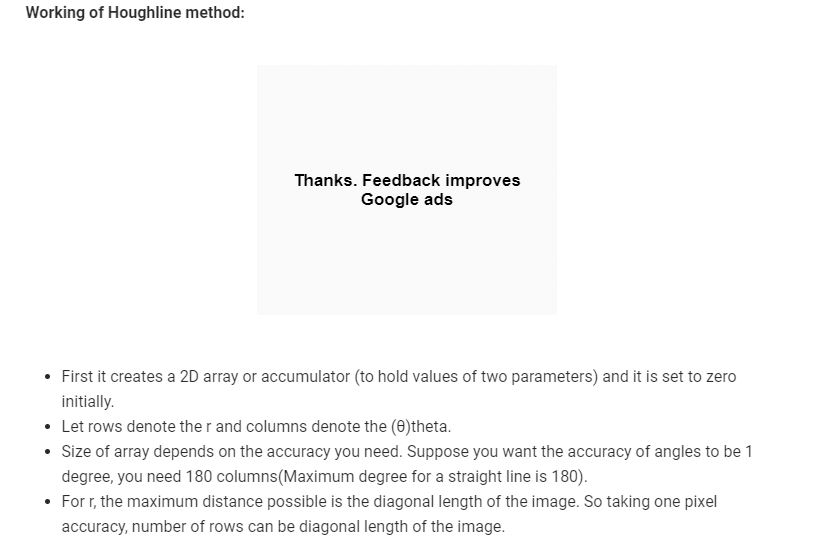 Working of Houghline method:
Thanks. Feedback improves
Google ads
• First it creates a 2D array or accumulator (to hold values of two parameters) and it is set to zero
initially.
• Let rows denote the r and columns denote the (θ)theta.
• Size of array depends on the accuracy you need. Suppose you want the accuracy of angles to be 1
degree, you need 180 columns(Maximum degree for a straight line is 180).
• For r, the maximum distance possible is the diagonal length of the image. So taking one pixel
accuracy, number of rows can be diagonal length of the image.